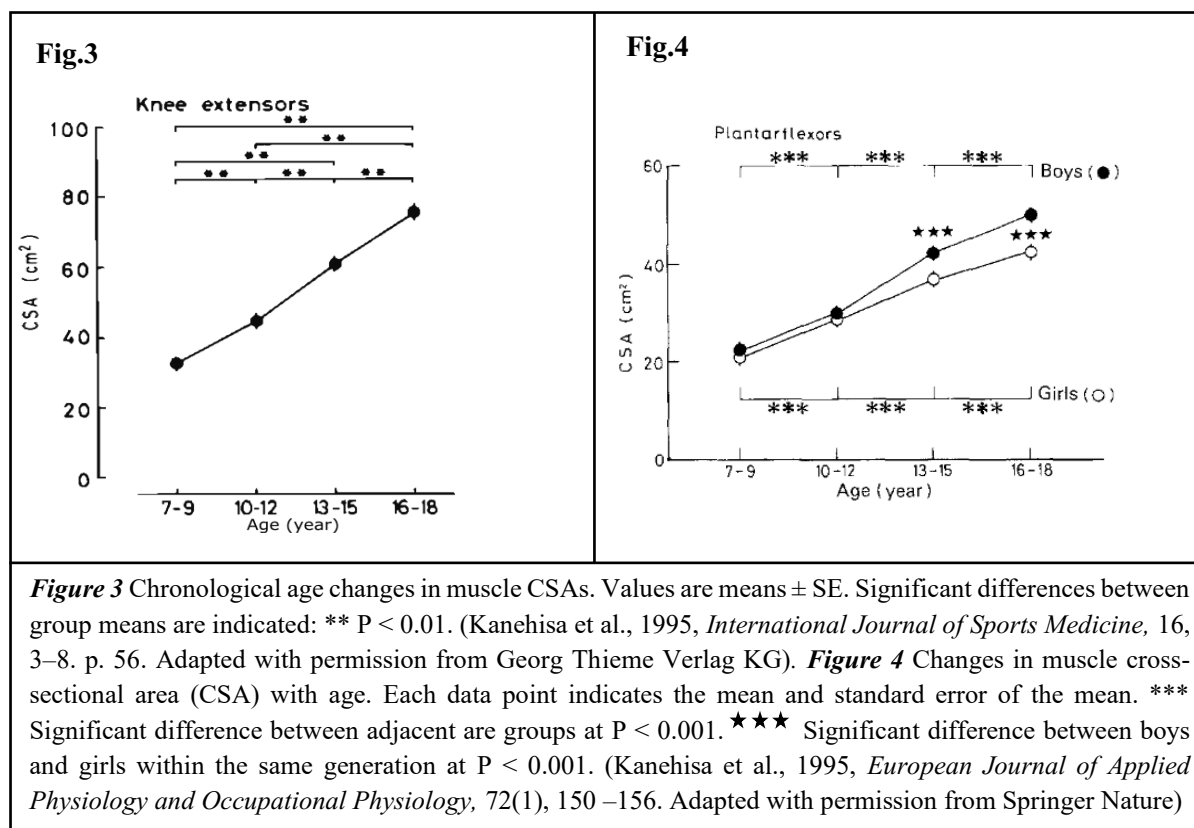 Fig.3
Knee extensors
**
**
**
** ** **
100
80
60
40
20
0
CSA (cm²)
7-9 10-12 13-15 16-18
Age (year)
Fig.4
Plantarflexors
*** *** ***
Boys (●)
60
40
20
0
CSA (cm²)
★★★
★★★
Girls (○)
*** *** ***
7-9 10-12 13-15 16-18
Age (year)
Figure 3 Chronological age changes in muscle CSAs. Values are means ± SE. Significant differences between
group means are indicated: ** P < 0.01. (Kanehisa et al., 1995, International Journal of Sports Medicine, 16,
3–8. p. 56. Adapted with permission from Georg Thieme Verlag KG). Figure 4 Changes in muscle cross-
sectional area (CSA) with age. Each data point indicates the mean and standard error of the mean. ***
Significant difference between adjacent are groups at P < 0.001. ★★★ Significant difference between boys
and girls within the same generation at P < 0.001. (Kanehisa et al., 1995, European Journal of Applied
Physiology and Occupational Physiology, 72(1), 150 –156. Adapted with permission from Springer Nature)